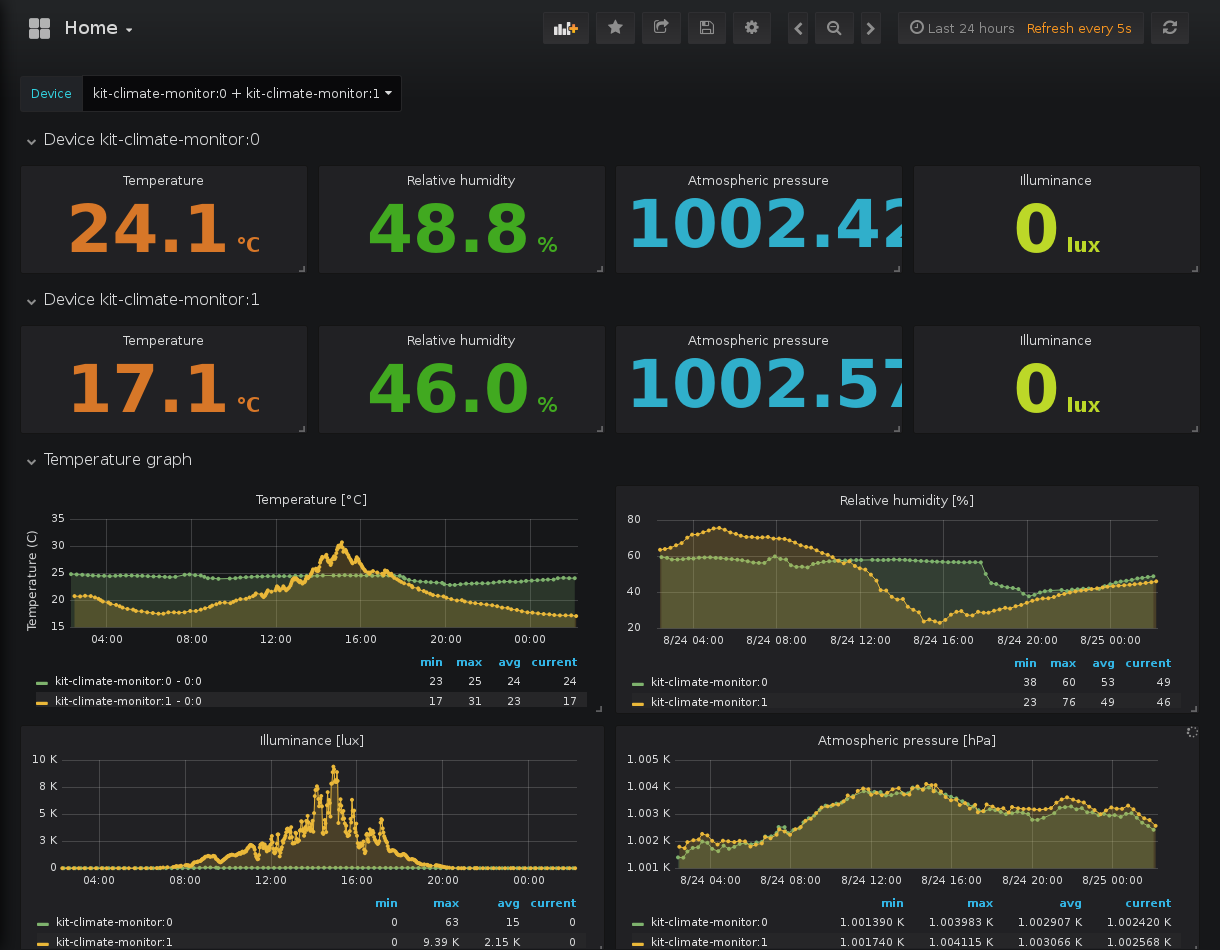 Home
Last 24 hours Refresh every 5s
Device kit-climate-monitor:0 + kit-climate-monitor:1
Device kit-climate-monitor:0
Temperature Relative humidity Atmospheric pressure Illuminance
24.1 °C 48.8 % 1002.42 0 lux
Device kit-climate-monitor:1
Temperature Relative humidity Atmospheric pressure Illuminance
17.1 °C 46.0 % 1002.57 0 lux
Temperature graph
Temperature [°C]
Temperature (C)
35
30
25
20
15
04:00 08:00 12:00 16:00 20:00 00:00
min max avg current
kit-climate-monitor:0 - 0:0 23 25 24 24
kit-climate-monitor:1 - 0:0 17 31 23 17
Relative humidity [%]
80
60
40
20
8/24 04:00 8/24 08:00 8/24 12:00 8/24 16:00 8/24 20:00 8/25 00:00
min max avg current
kit-climate-monitor:0 38 60 53 49
kit-climate-monitor:1 23 76 49 46
Illuminance [lux]
10 K
8 K
5 K
3 K
0
04:00 08:00 12:00 16:00 20:00 00:00
min max avg current
kit-climate-monitor:0 0 63 15 0
kit-climate-monitor:1 0 9.39 K 2.15 K 0
Atmospheric pressure [hPa]
1.005 K
1.004 K
1.003 K
1.002 K
1.001 K
8/24 04:00 8/24 08:00 8/24 12:00 8/24 16:00 8/24 20:00 8/25 00:00
min max avg current
kit-climate-monitor:0 1.001390 K 1.003983 K 1.002907 K 1.002420 K
kit-climate-monitor:1 1.001740 K 1.004115 K 1.003066 K 1.002568 K